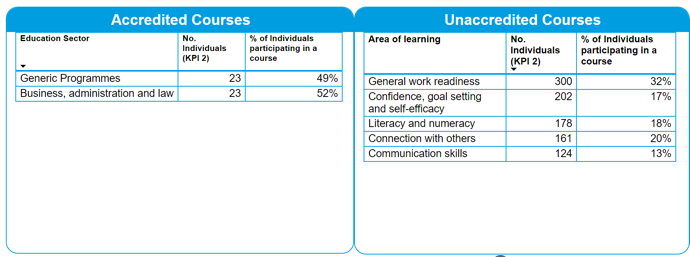 Accredited Courses
Education Sector No. Individuals (KPI 2) % of Individuals participating in a course
Generic Programmes 23 49%
Business, administration and law 23 52%
Unaccredited Courses
Area of learning No. Individuals (KPI 2) % of Individuals participating in a course
General work readiness 300 32%
Confidence, goal setting and self-efficacy 202 17%
Literacy and numeracy 178 18%
Connection with others 161 20%
Communication skills 124 13%